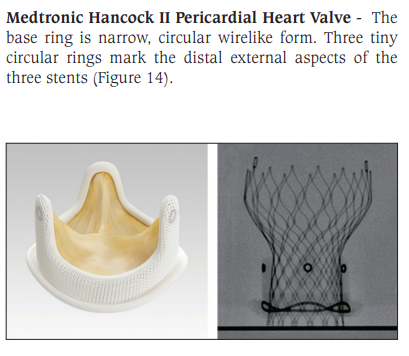 Medtronic Hancock II Pericardial Heart Valve - The
base ring is narrow, circular wirelike form. Three tiny
circular rings mark the distal external aspects of the
three stents (Figure 14).